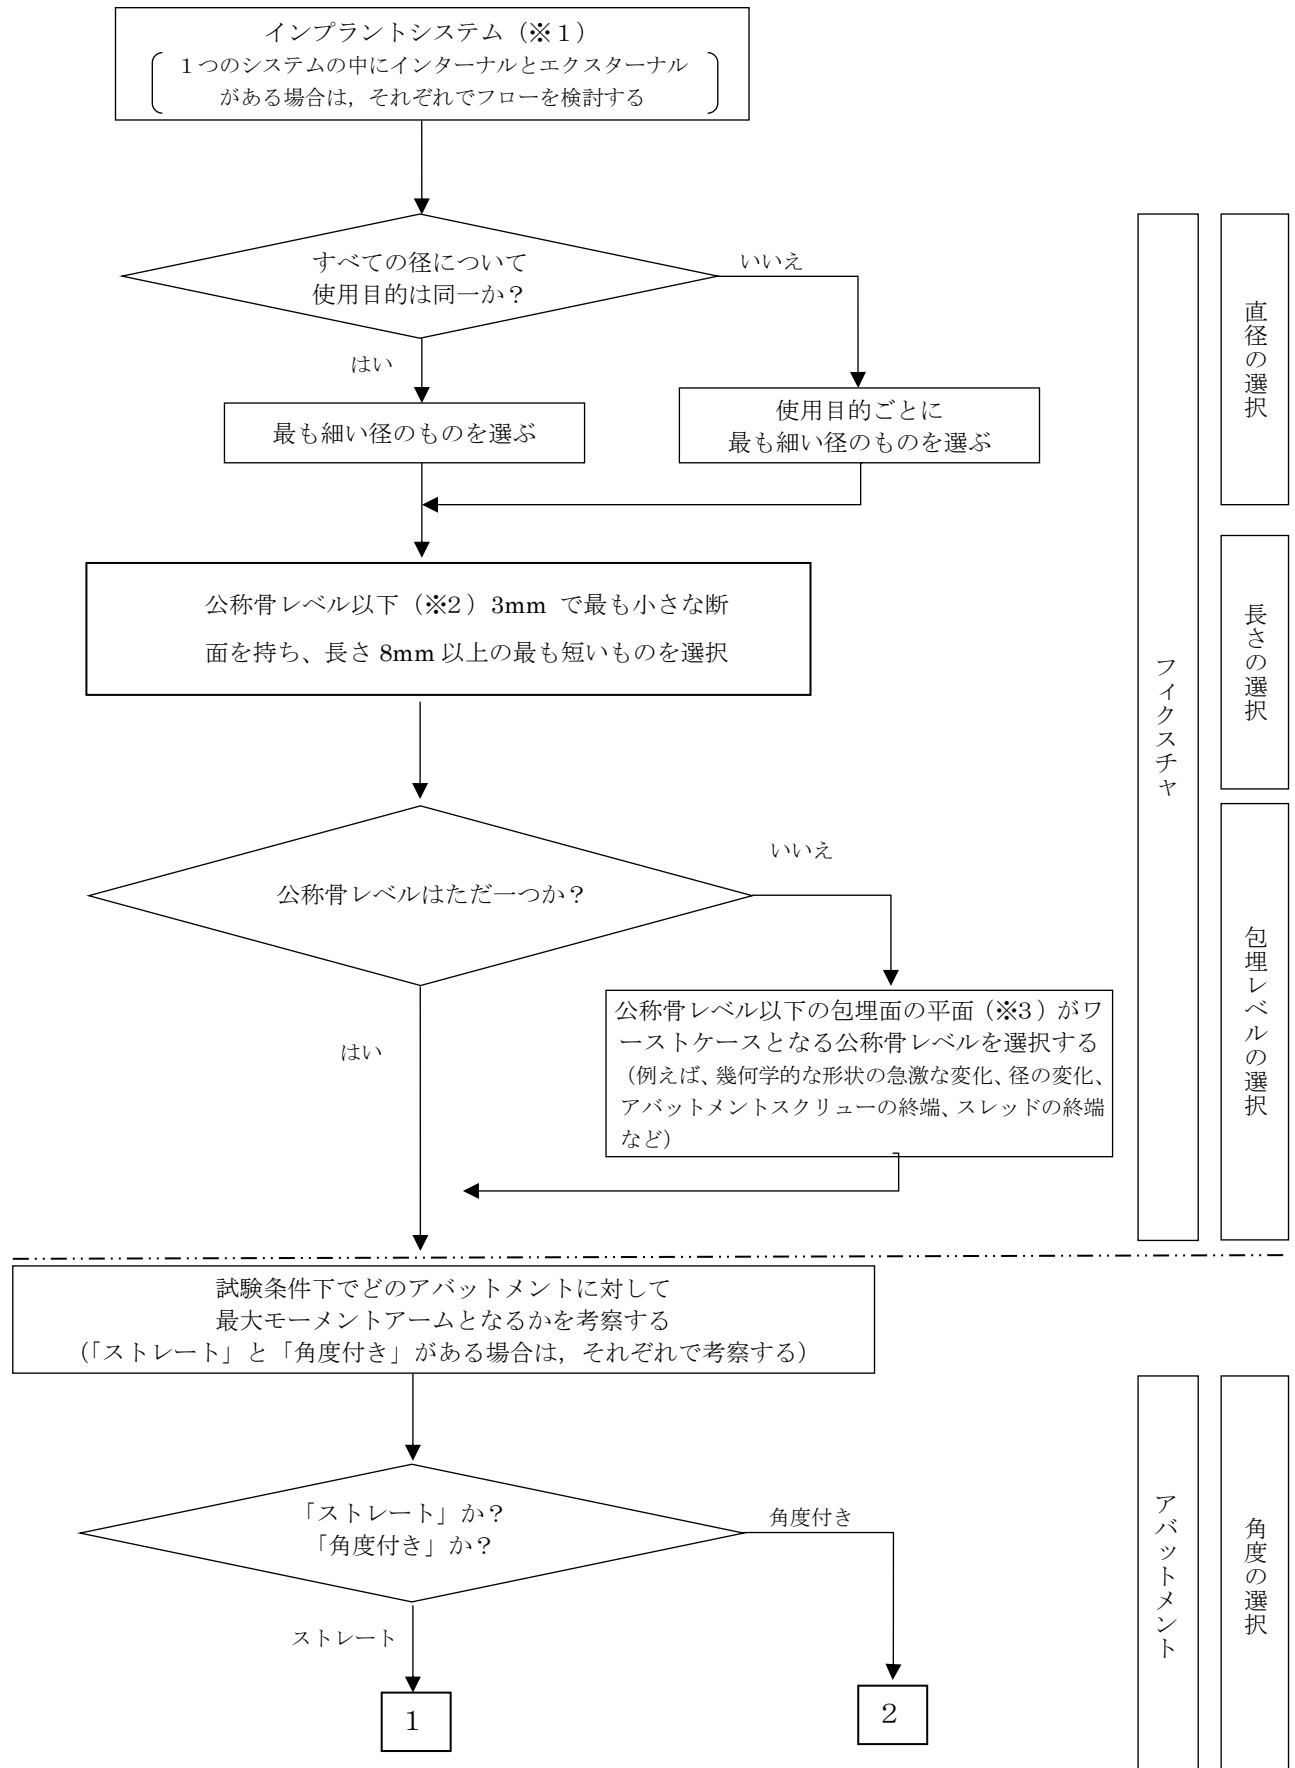 インプラントシステム(※1)
1つのシステムの中にインターナルとエクスターナル
がある場合は,それぞれでフローを検討する
すべての径について
使用目的は同一か?
いいえ
はい
最も細い径のものを選ぶ
使用目的ごとに
最も細い径のものを選ぶ
直径の選択
公称骨レベル以下(※2)3mm で最も小さな断
面を持ち、長さ 8mm 以上の最も短いものを選択
長さの選択
フィクスチャ
公称骨レベルはただ一つか?
いいえ
はい
公称骨レベル以下の包埋面の平面(※3)がワ
ーストケースとなる公称骨レベルを選択する
(例えば、幾何学的な形状の急激な変化、径の変化、
アバットメントスクリューの終端、スレッドの終端
など)
包埋レベルの選択
試験条件下でどのアバットメントに対して
最大モーメントアームとなるかを考察する
(「ストレート」と「角度付き」がある場合は,それぞれで考察する)
「ストレート」か?
「角度付き」か?
角度付き
ストレート
1
2
アバットメント
角度の選択